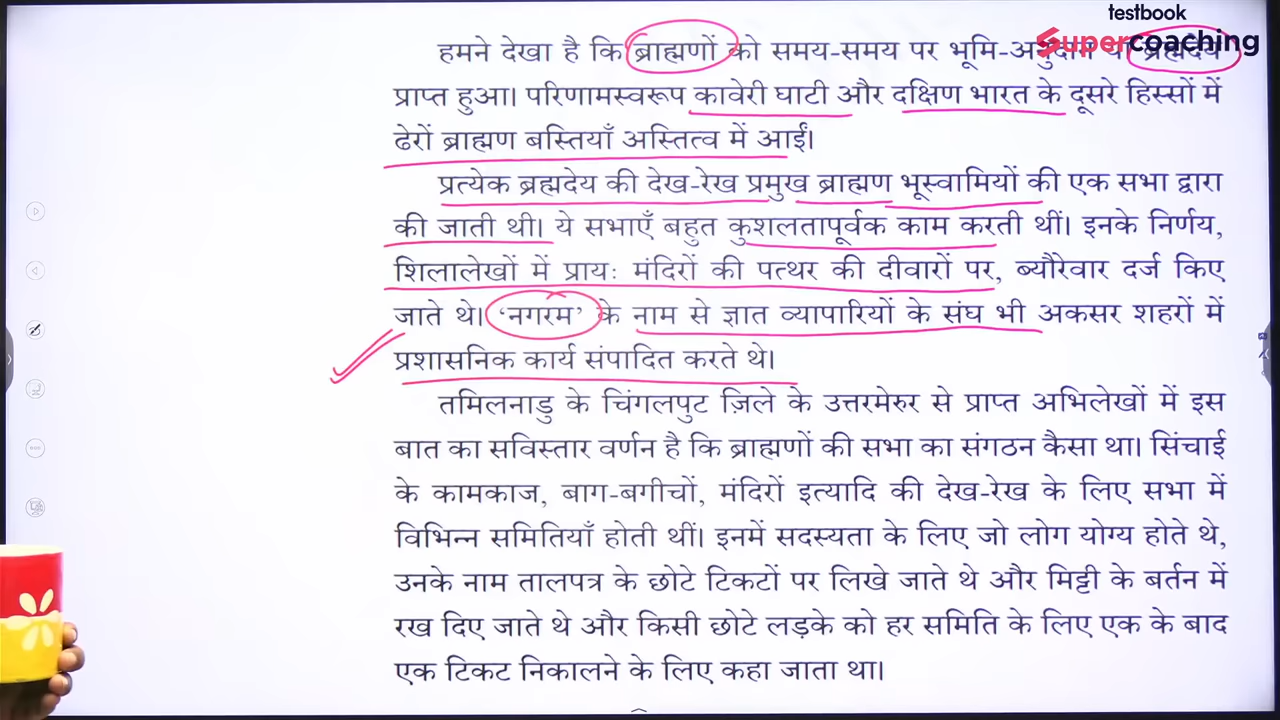 testbook
Supercoaching
हमने देखा है कि ब्राह्मणों को समय-समय पर भूमि-अनुदान या ब्रह्मदेय
प्राप्त हुआ। परिणामस्वरूप कावेरी घाटी और दक्षिण भारत के दूसरे हिस्सों में
ढेरों ब्राह्मण बस्तियाँ अस्तित्व में आईं।
प्रत्येक ब्रह्मदेय की देख-रेख प्रमुख ब्राह्मण भूस्वामियों की एक सभा द्वारा
की जाती थी। ये सभाएँ बहुत कुशलतापूर्वक काम करती थीं। इनके निर्णय,
शिलालेखों में प्रायः मंदिरों की पत्थर की दीवारों पर, ब्यौरेवार दर्ज किए
जाते थे। ‘नगरम’ के नाम से ज्ञात व्यापारियों के संघ भी अकसर शहरों में
प्रशासनिक कार्य संपादित करते थे।
तमिलनाडु के चिंगलपुट ज़िले के उत्तरमेरुर से प्राप्त अभिलेखों में इस
बात का सविस्तार वर्णन है कि ब्राह्मणों की सभा का संगठन कैसा था। सिंचाई
के कामकाज, बाग-बगीचों, मंदिरों इत्यादि की देख-रेख के लिए सभा में
विभिन्न समितियाँ होती थीं। इनमें सदस्यता के लिए जो लोग योग्य होते थे,
उनके नाम तालपत्र के छोटे टिकटों पर लिखे जाते थे और मिट्टी के बर्तन में
रख दिए जाते थे और किसी छोटे लड़के को हर समिति के लिए एक के बाद
एक टिकट निकालने के लिए कहा जाता था।